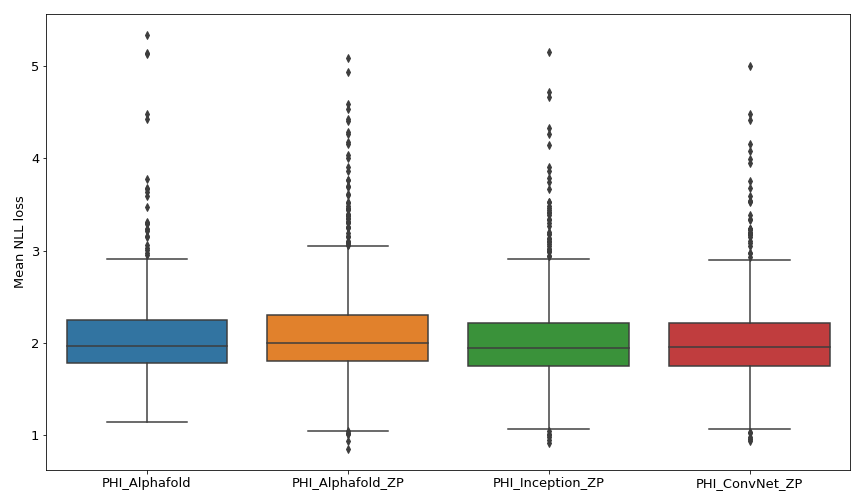 5
4
3
2
1
Mean NLL loss
PHI_Alphafold
PHI_Alphafold_ZP
PHI_Inception_ZP
PHI_ConvNet_ZP